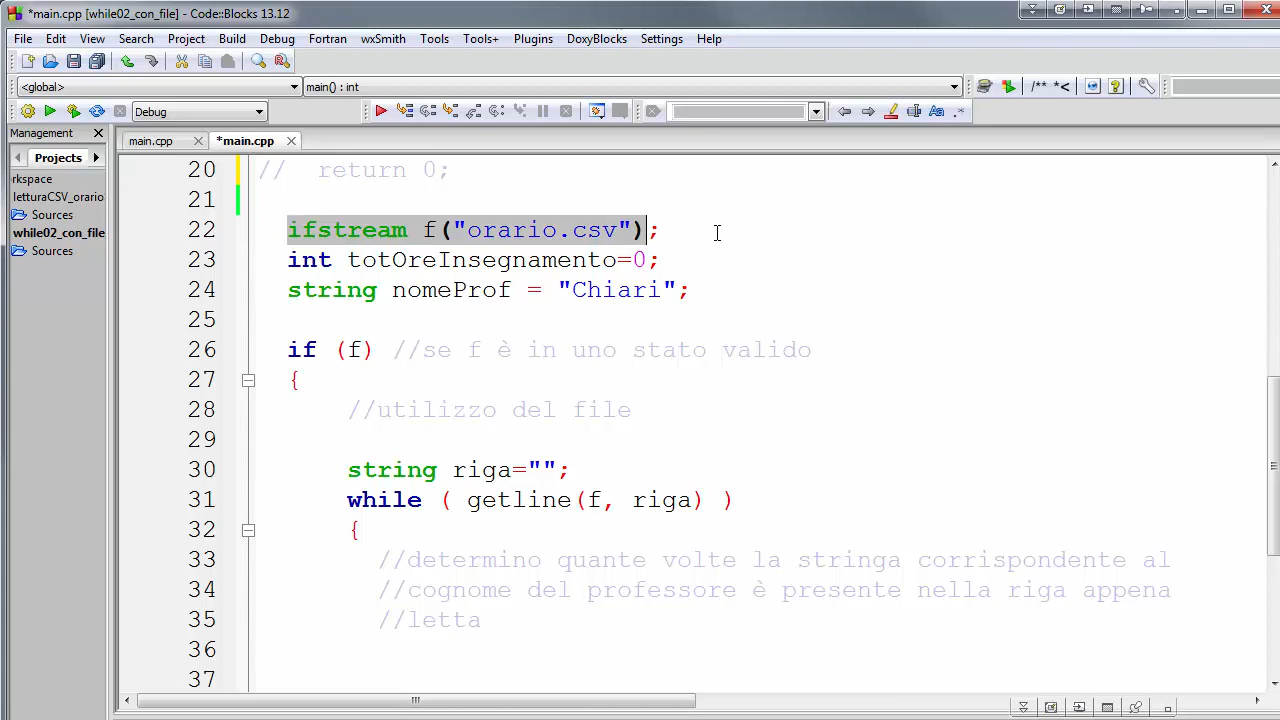 *main.cpp [while02_con_file] - Code::Blocks 13.12
File Edit View Search Project Build Debug Fortran wxSmith Tools Tools+ Plugins DoxyBlocks Settings Help
<global> main() : int /** *<
Debug
Management main.cpp *main.cpp
Projects
rkspace
letturaCSV_orario
Sources
while02_con_file
Sources
20 // return 0;
21
22 ifstream f("orario.csv");
23 int totOreInsegnamento=0;
24 string nomeProf = "Chiari";
25
26 if (f) //se f è in uno stato valido
27 {
28 //utilizzo del file
29
30 string riga="";
31 while ( getline(f, riga) )
32 {
33 //determino quante volte la stringa corrispondente al
34 //cognome del professore è presente nella riga appena
35 //letta
36
37